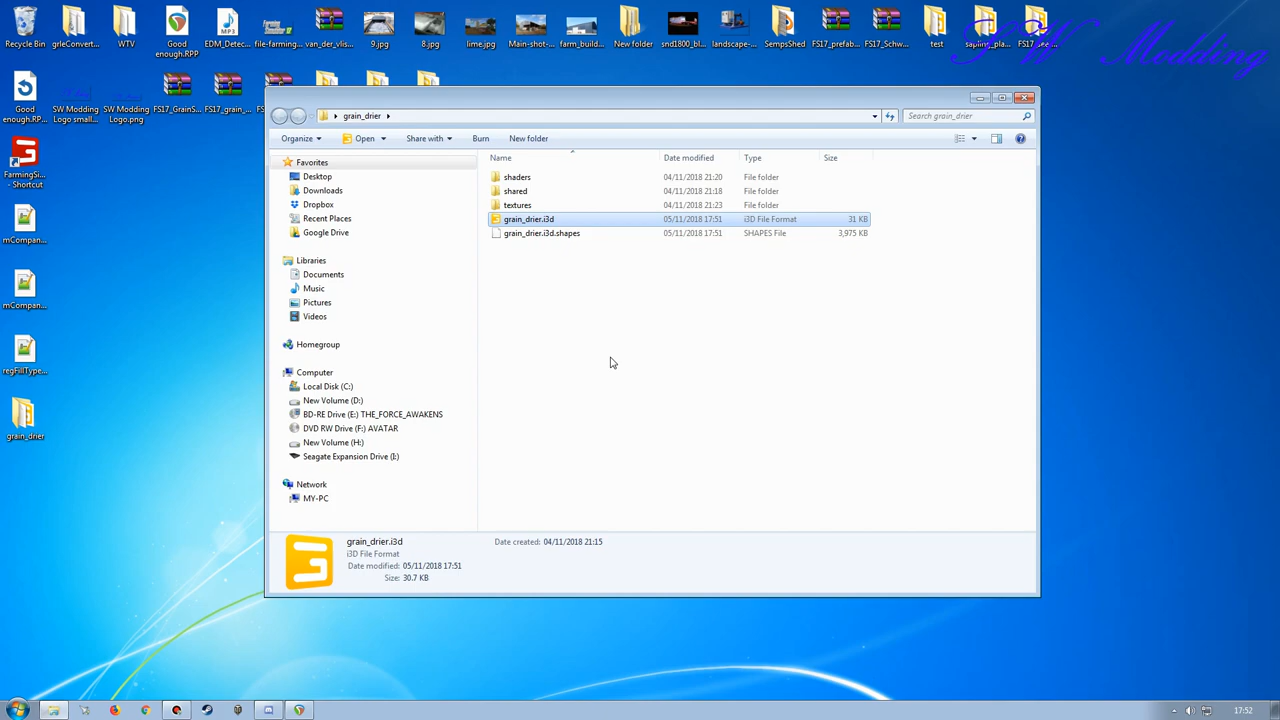 Recycle Bin
grleConvert...
WTV
Good enough.RPP
EDM_Detec...
file-farming...
van_der_vlis...
9.jpg
8.jpg
lime.jpg
Main-shot-...
farm_build...
New folder
snd1800_bl...
landscape-...
SempsShed
FS17_prefab...
FS17_Schw...
test
sapling_pla...
SW Modding
Good enough.RP...
SW Modding Logo small...
SW Modding Logo.png
FS17_GrainS...
FS17_grain_...
FarmingSi... - Shortcut
mCompan...
mCompan...
regFillType...
grain_drier
grain_drier
Search grain_drier
Organize
Open
Share with
Burn
New folder
Name
Date modified
Type
Size
shaders
04/11/2018 21:20
File folder
shared
04/11/2018 21:18
File folder
textures
04/11/2018 21:23
File folder
grain_drier.i3d
05/11/2018 17:51
i3D File Format
31 KB
grain_drier.i3d.shapes
05/11/2018 17:51
SHAPES File
3,975 KB
Favorites
Desktop
Downloads
Dropbox
Recent Places
Google Drive
Libraries
Documents
Music
Pictures
Videos
Homegroup
Computer
Local Disk (C:)
New Volume (D:)
BD-RE Drive (E:) THE_FORCE_AWAKENS
DVD RW Drive (F:) AVATAR
New Volume (H:)
Seagate Expansion Drive (I:)
Network
MY-PC
grain_drier.i3d
i3D File Format
Date modified: 05/11/2018 17:51
Size: 30.7 KB
Date created: 04/11/2018 21:15
17:52